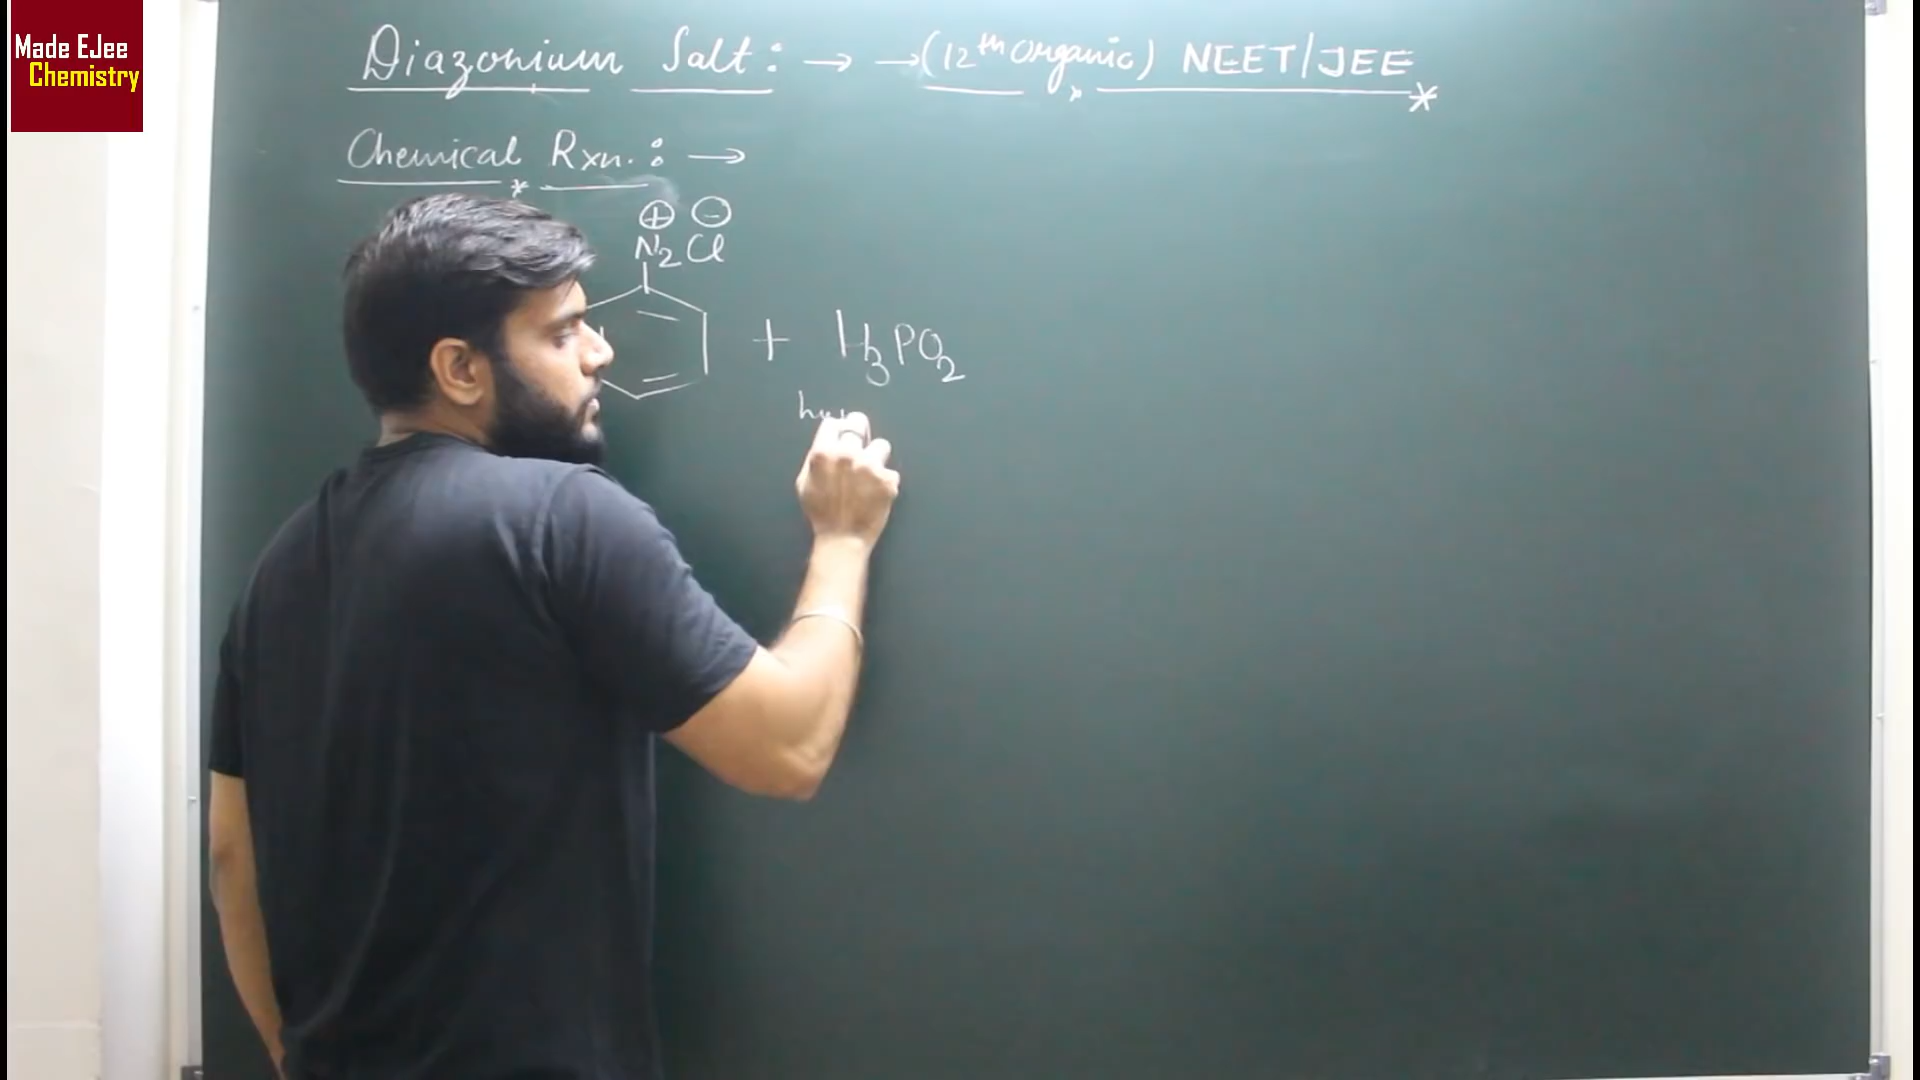 Made EJee
Chemistry
Diazonium Salt : → → (12th organic) NEET/JEE
Chemical Rxn. : →
⊕ ⊖
N2 Cl
+ H3PO2